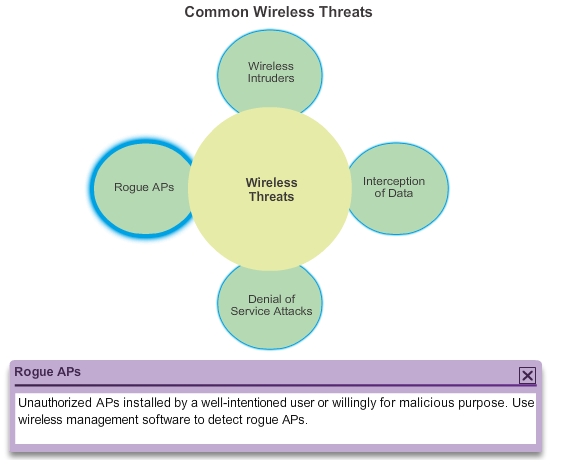 Common Wireless Threats
Wireless
Intruders
Rogue APs
Wireless
Threats
Interception
of Data
Denial of
Service Attacks
Rogue APs
Unauthorized APs installed by a well-intentioned user or willingly for malicious purpose. Use
wireless management software to detect rogue APs.